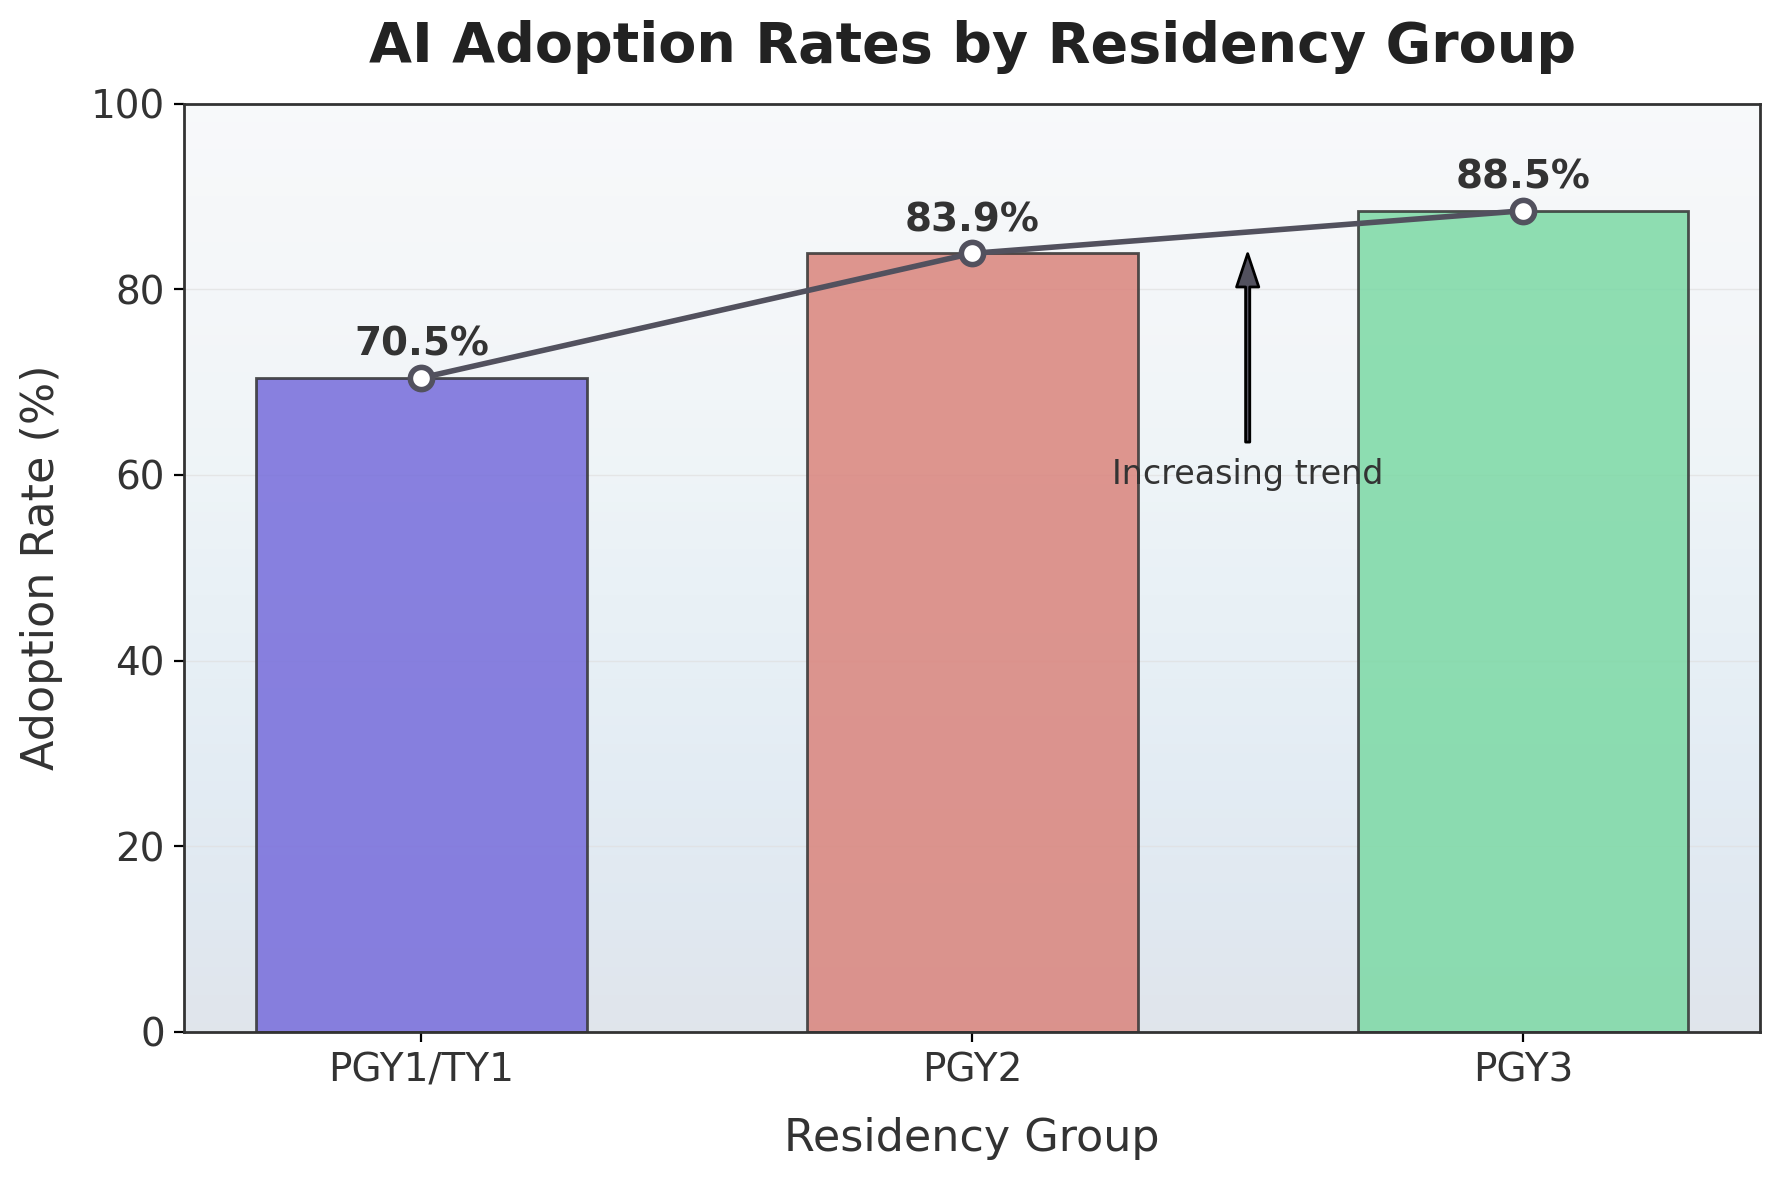 AI Adoption Rates by Residency Group
Adoption Rate (%)
100
80
60
40
20
0
70.5%
83.9%
88.5%
Increasing trend
PGY1/TY1
PGY2
PGY3
Residency Group